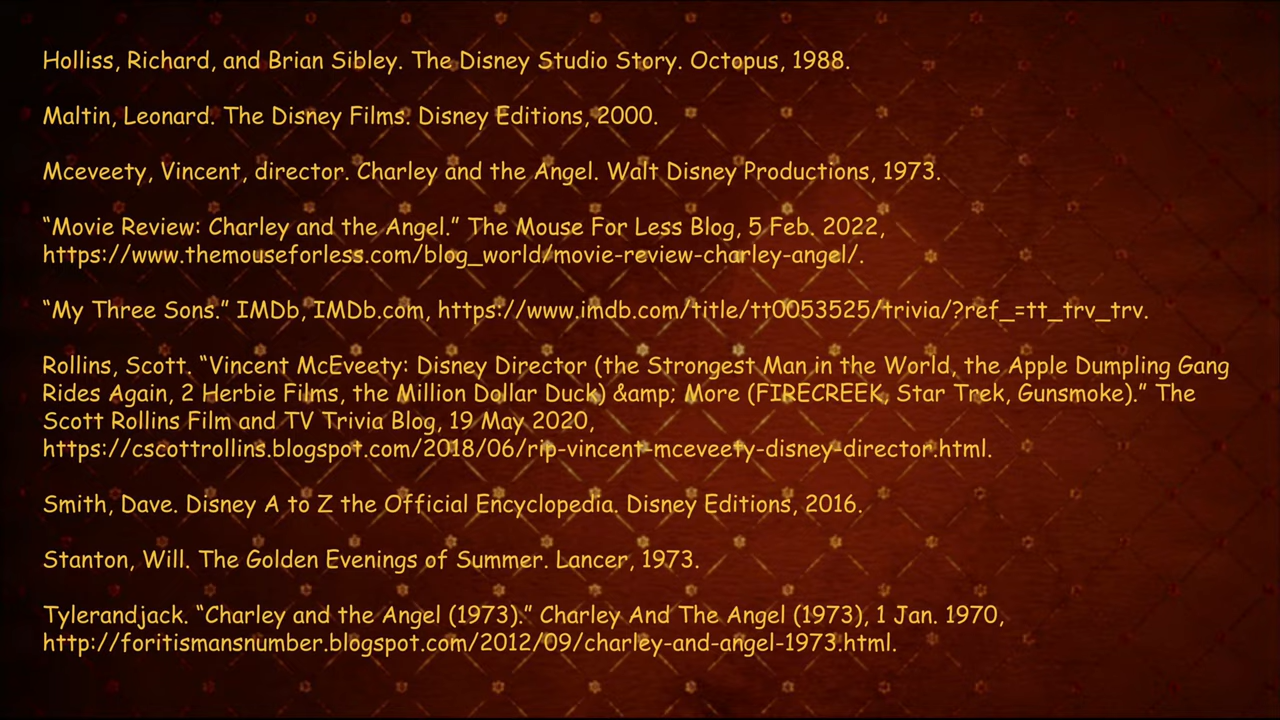 Holliss, Richard, and Brian Sibley. The Disney Studio Story. Octopus, 1988.
Maltin, Leonard. The Disney Films. Disney Editions, 2000.
Mceveety, Vincent, director. Charley and the Angel. Walt Disney Productions, 1973.
“Movie Review: Charley and the Angel.” The Mouse For Less Blog, 5 Feb. 2022,
https://www.themouseforless.com/blog_world/movie-review-charley-angel/.
“My Three Sons.” IMDb, IMDb.com, https://www.imdb.com/title/tt0053525/trivia/?ref_=tt_trv_trv.
Rollins, Scott. “Vincent McEveety: Disney Director (the Strongest Man in the World, the Apple Dumpling Gang
Rides Again, 2 Herbie Films, the Million Dollar Duck) &amp; More (FIRECREEK, Star Trek, Gunsmoke).” The
Scott Rollins Film and TV Trivia Blog, 19 May 2020,
https://cscottrollins.blogspot.com/2018/06/rip-vincent-mceveety-disney-director.html.
Smith, Dave. Disney A to Z the Official Encyclopedia. Disney Editions, 2016.
Stanton, Will. The Golden Evenings of Summer. Lancer, 1973.
Tylerandjack. “Charley and the Angel (1973).” Charley And The Angel (1973), 1 Jan. 1970,
http://foritismansnumber.blogspot.com/2012/09/charley-and-angel-1973.html.